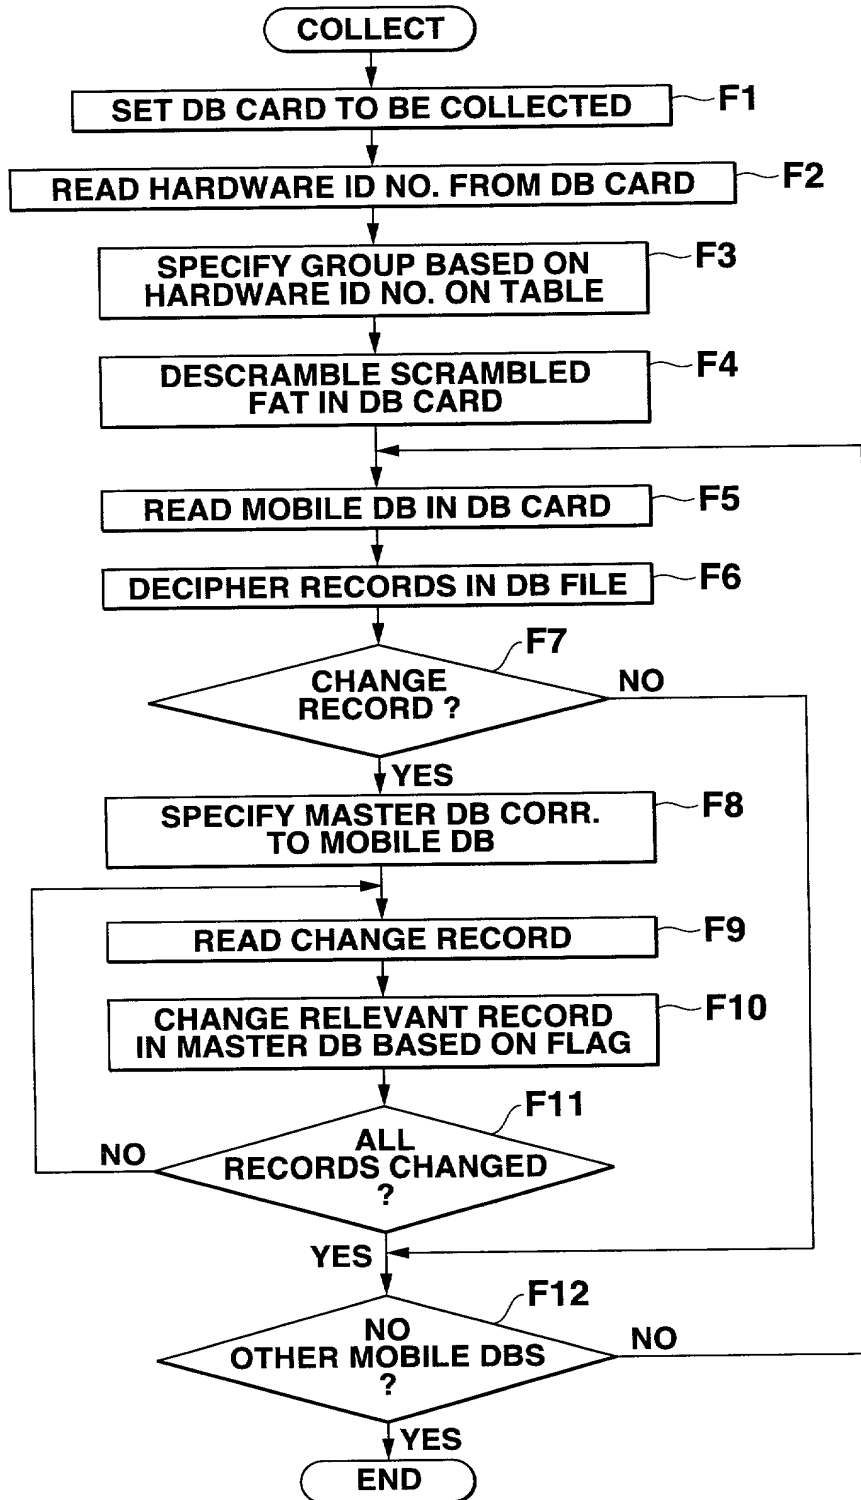 COLLECT
SET DB CARD TO BE COLLECTED
F1
READ HARDWARE ID NO. FROM DB CARD
F2
SPECIFY GROUP BASED ON
HARDWARE ID NO. ON TABLE
F3
DESCRAMBLE SCRAMBLED
FAT IN DB CARD
F4
READ MOBILE DB IN DB CARD
F5
DECIPHER RECORDS IN DB FILE
F6
F7
CHANGE
RECORD ?
NO
YES
SPECIFY MASTER DB CORR.
TO MOBILE DB
F8
READ CHANGE RECORD
F9
CHANGE RELEVANT RECORD
IN MASTER DB BASED ON FLAG
F10
F11
ALL
RECORDS CHANGED
?
NO
YES
F12
NO
OTHER MOBILE DBS
?
NO
YES
END